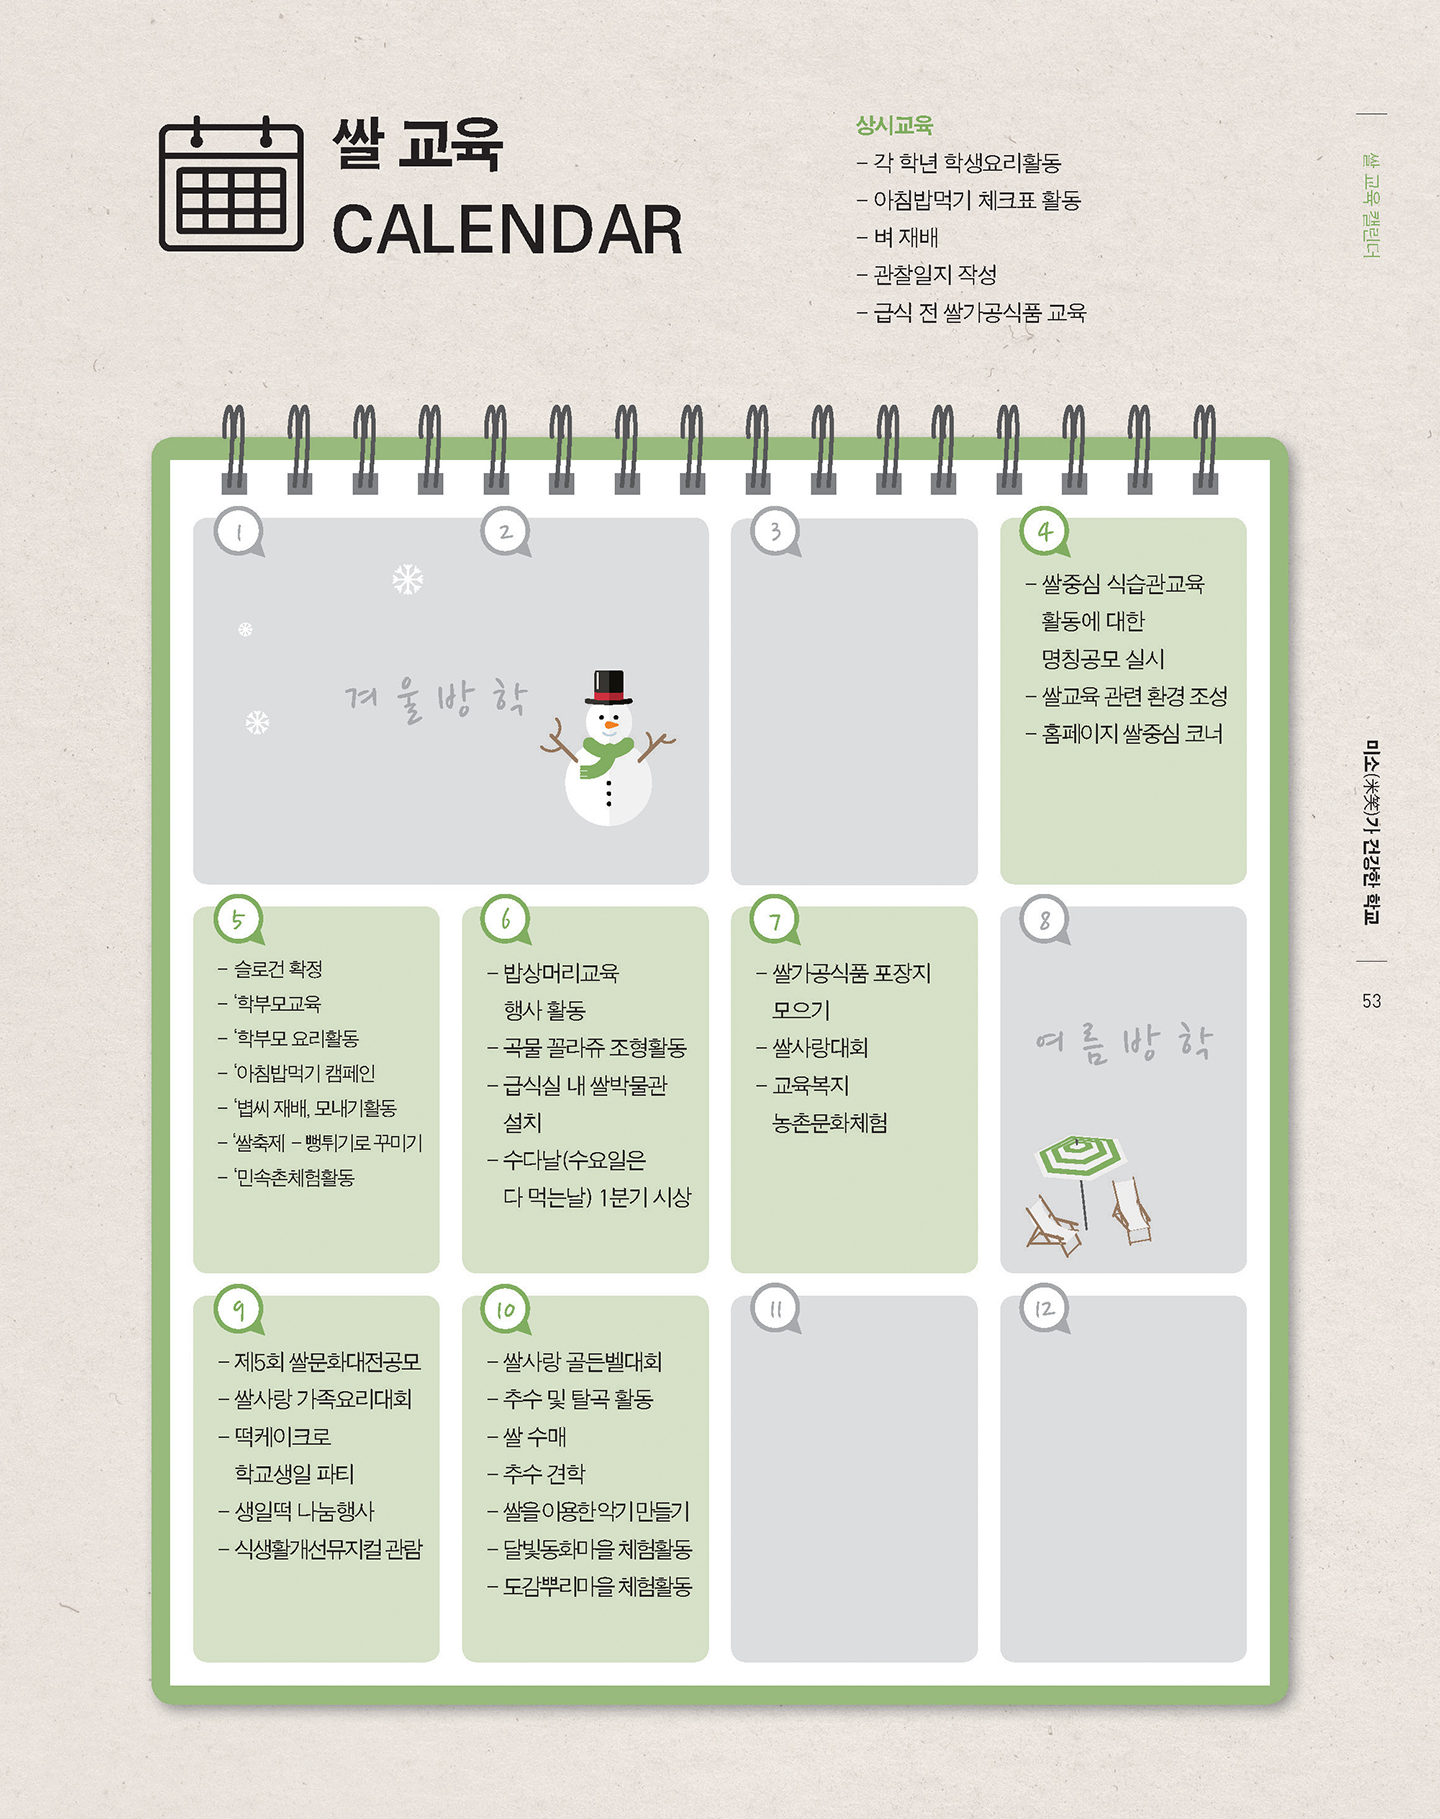 쌀 교육
CALENDAR
상시교육
– 각 학년 학생요리활동
– 아침밥먹기 체크표 활동
– 벼 재배
– 관찰일지 작성
– 급식 전 쌀가공식품 교육
쌀 교육 캘린더
1
2
겨울방학
3
4
– 쌀중심 식습관교육
활동에 대한
명칭공모 실시
– 쌀교육 관련 환경 조성
– 홈페이지 쌀중심 코너
5
– 슬로건 확정
– ‘학부모교육
– ‘학부모 요리활동
– ‘아침밥먹기 캠페인
– ‘볍씨 재배, 모내기활동
– ‘쌀축제 – 뻥튀기로 꾸미기
– ‘민속촌체험활동
6
– 밥상머리교육
행사 활동
– 곡물 꼴라쥬 조형활동
– 급식실 내 쌀박물관
설치
– 수다날(수요일은
다 먹는날) 1분기 시상
7
– 쌀가공식품 포장지
모으기
– 쌀사랑대회
– 교육복지
농촌문화체험
8
여름방학
9
– 제5회 쌀문화대전공모
– 쌀사랑 가족요리대회
– 떡케이크로
학교생일 파티
– 생일떡 나눔행사
– 식생활개선뮤지컬 관람
10
– 쌀사랑 골든벨대회
– 추수 및 탈곡 활동
– 쌀 수매
– 추수 견학
– 쌀을 이용한 악기 만들기
– 달빛동화마을 체험활동
– 도감뿌리마을 체험활동
11
12
미소(米笑)가 건강한 학교
53